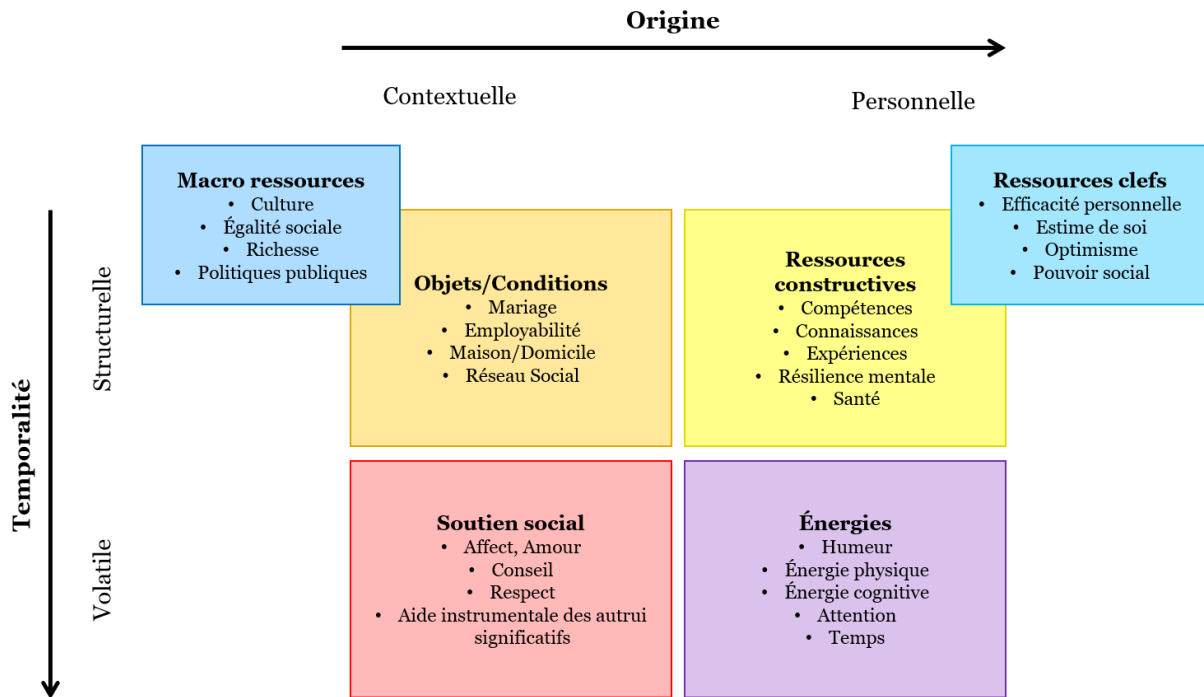 Origine
Contextuelle
Personnelle
Temporalité
Structurelle
Volatile
Macro ressources
• Culture
• Égalité sociale
• Richesse
• Politiques publiques
Objets/Conditions
• Mariage
• Employabilité
• Maison/Domicile
• Réseau Social
Ressources
constructives
• Compétences
• Connaissances
• Expériences
• Résilience mentale
• Santé
Ressources clefs
• Efficacité personnelle
• Estime de soi
• Optimisme
• Pouvoir social
Soutien social
• Affect, Amour
• Conseil
• Respect
• Aide instrumentale des autrui
significatifs
Énergies
• Humeur
• Énergie physique
• Énergie cognitive
• Attention
• Temps